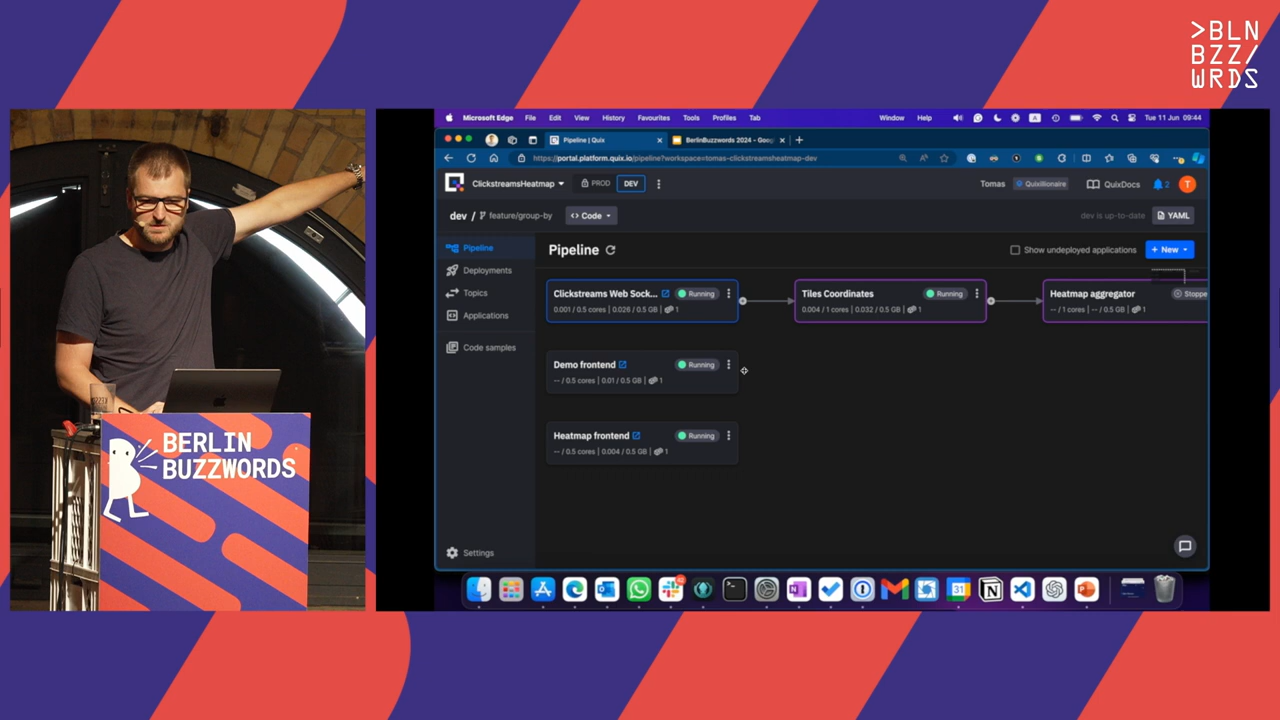 >BLN
BZZ/
WRDS
BERLIN
BUZZWORDS
Microsoft Edge File Edit View History Favourites Tools Profiles Tab Window Help Tue 11 Jun 09:44
Pipeline | Quix
BerlinBuzzwords 2024 - Goog
https://portal.platform.quix.io/pipeline?workspace=tomas-clickstreamsheatmap-dev
ClickstreamsHeatmap PROD DEV Tomas Quixillionaire QuixDocs 2 T
dev / feature/group-by <> Code dev is up-to-date YAML
Pipeline
Deployments
Topics
Applications
Code samples
Settings
Pipeline Show undeployed applications + New
Clickstreams Web Sock... Running
0.001 / 0.5 cores | 0.026 / 0.5 GB | 1
Tiles Coordinates Running
0.004 / 1 cores | 0.032 / 0.5 GB | 1
Heatmap aggregator Stoppe
-- / 1 cores | -- / 0.5 GB | 1
Demo frontend Running
-- / 0.5 cores | 0.01 / 0.5 GB | 1
Heatmap frontend Running
-- / 0.5 cores | 0.004 / 0.5 GB | 1
31